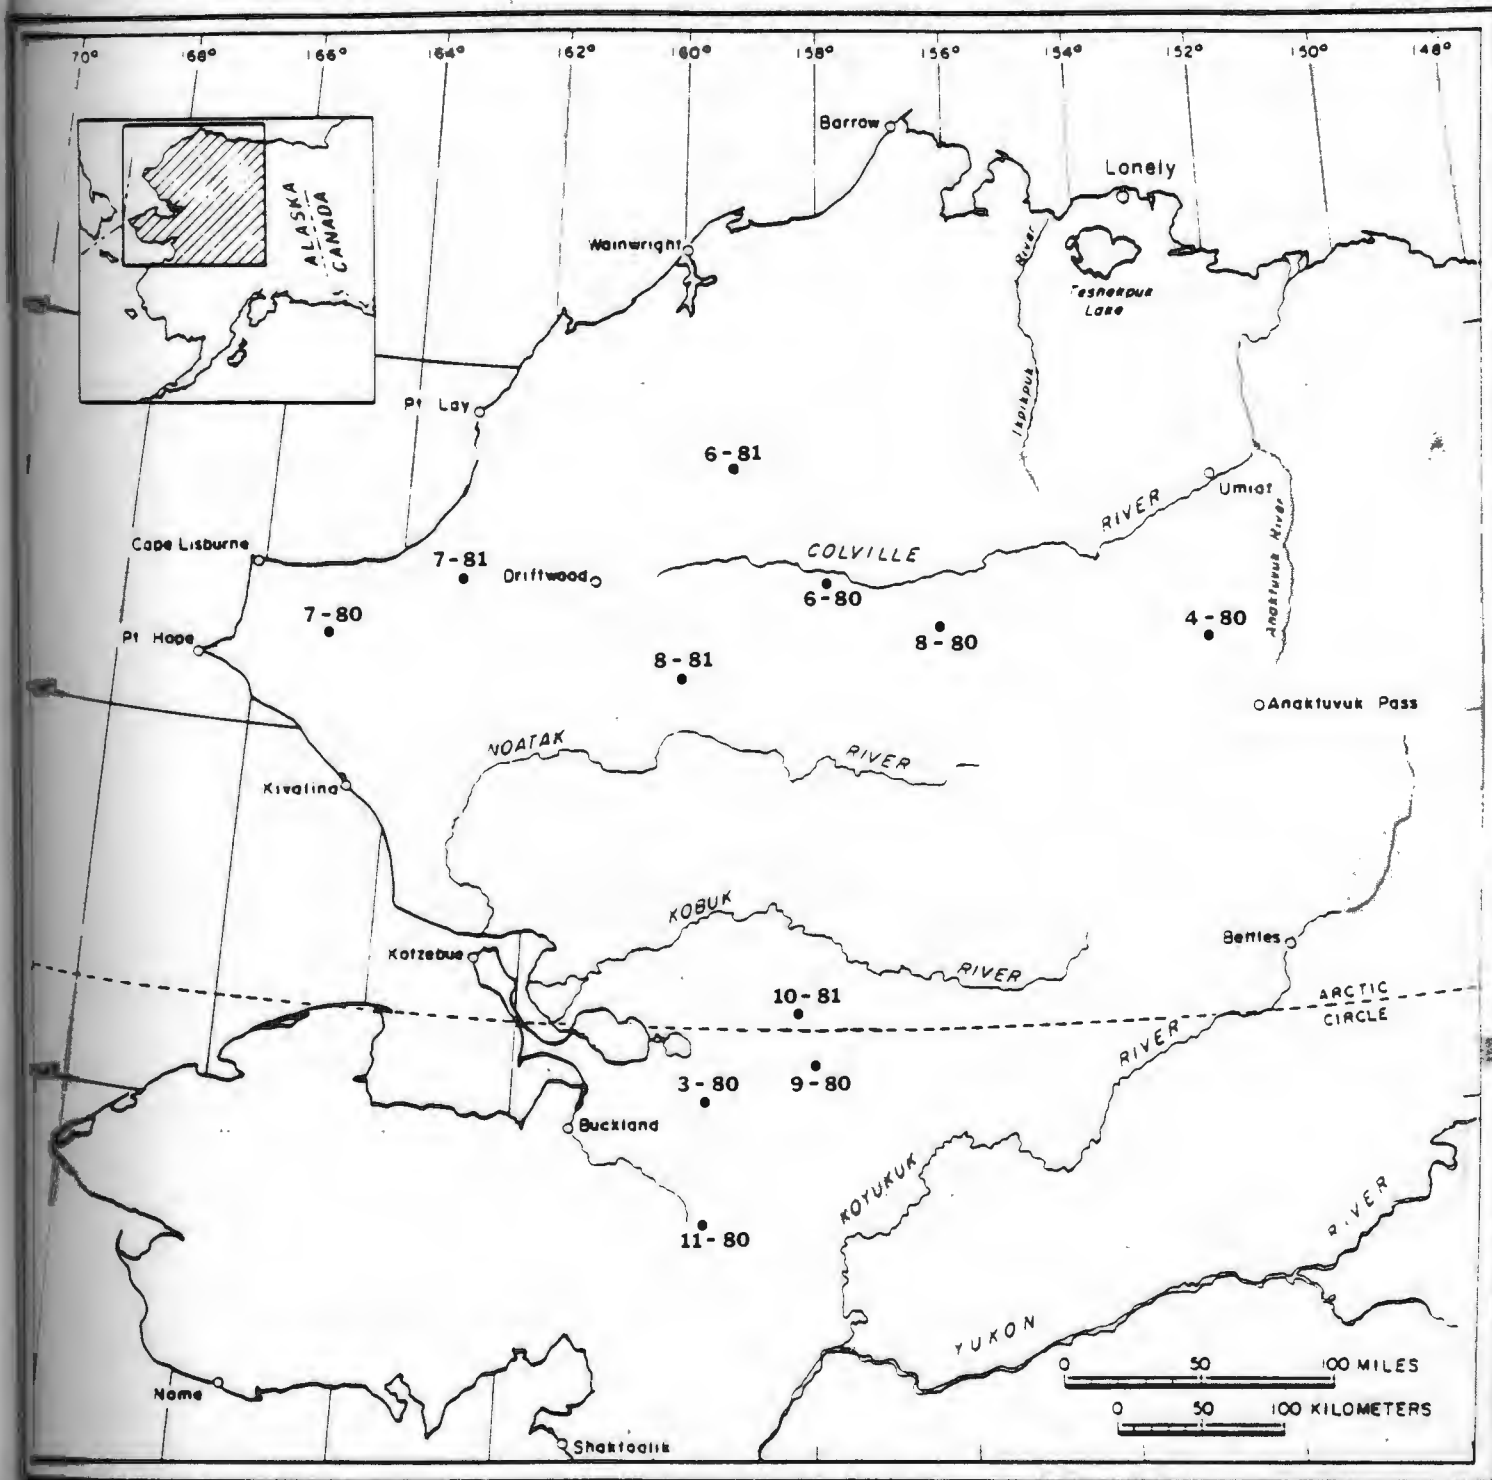 170° 168° 166° 164° 162° 160° 158° 156° 154° 152° 150° 148°
Barrow
Lonely
ALASKA
CANADA
Wainwright
River
Teshekpuk
Lake
Ikpikpuk
Pt Lay
6-81
Umiat
RIVER
Cape Lisburne
7-81
COLVILLE
Driftwood
6-80
Anaktuvuk River
7-80
4-80
Pt Hope
8-80
8-81
Anaktuvuk Pass
NOATAK
RIVER
Kivalina
KOBUK
Bettles
Kotzebue
RIVER
10-81
ARCTIC
CIRCLE
RIVER
3-80
9-80
Buckland
KOYUKUK
RIVER
11-80
YUKON
0 50 100 MILES
Nome
0 50 100 KILOMETERS
Shaktoolik